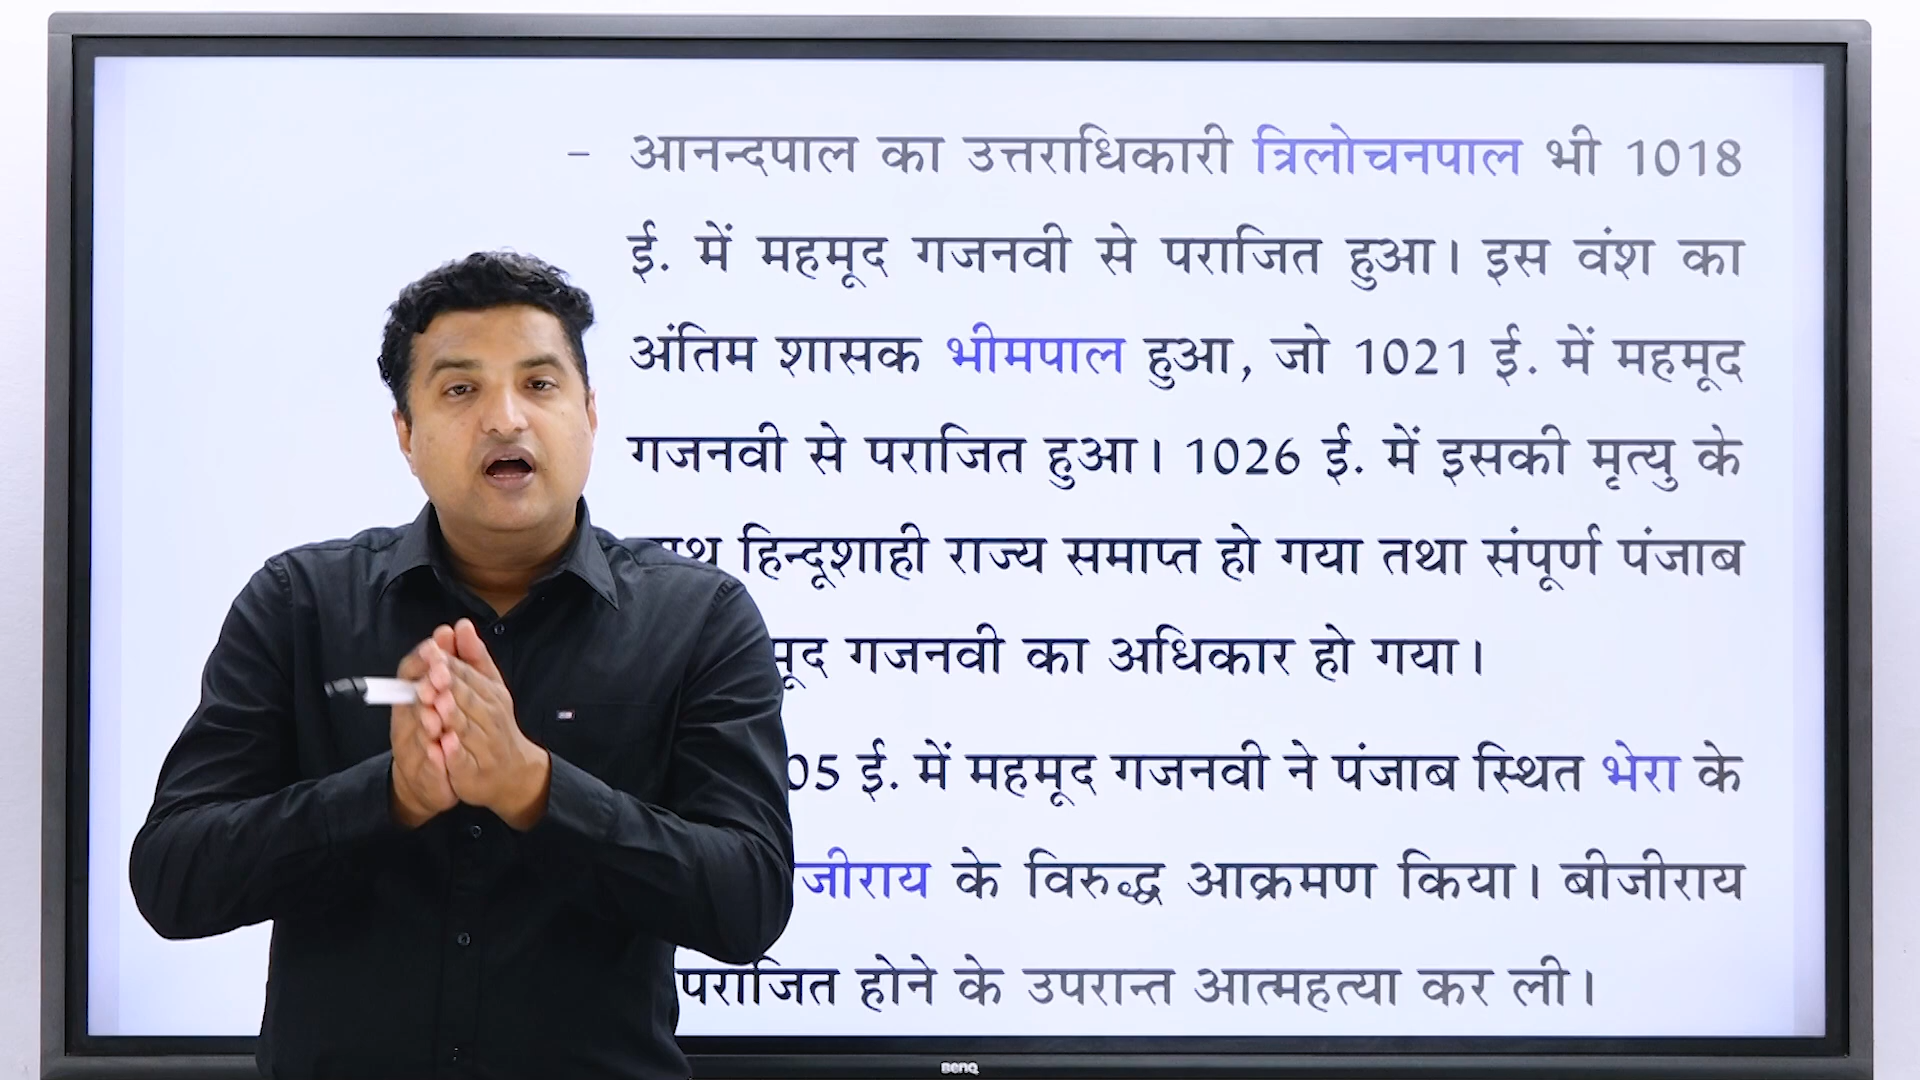 – आनन्दपाल का उत्तराधिकारी त्रिलोचनपाल भी 1018
ई. में महमूद गजनवी से पराजित हुआ। इस वंश का
अंतिम शासक भीमपाल हुआ, जो 1021 ई. में महमूद
गजनवी से पराजित हुआ। 1026 ई. में इसकी मृत्यु के
हिन्दूशाही राज्य समाप्त हो गया तथा संपूर्ण पंजाब
गजनवी का अधिकार हो गया।
05 ई. में महमूद गजनवी ने पंजाब स्थित भेरा के
जीराय के विरुद्ध आक्रमण किया। बीजीराय
पराजित होने के उपरान्त आत्महत्या कर ली।
BenQ